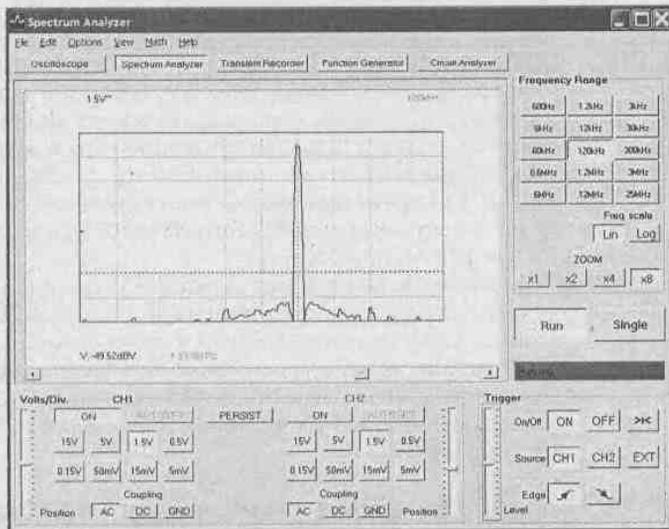 Spectrum Analyzer
File Edit Options View Math Help
Oscilloscope Spectrum Analyzer Transient Recorder Function Generator Circuit Analyzer
Frequency Range
1.5V
600Hz 1.2kHz 3kHz
6kHz 12kHz 30kHz
60kHz 120kHz 300kHz
0.6MHz 1.2MHz 3MHz
6MHz 12MHz 25MHz
Freq. scale
Lin Log
ZOOM
x1 x2 x4 x8
Run Single
V: -49.52dBV
Volts/Div. CH1 CH2
ON PERSIST ON
15V 5V 1.5V 0.5V
15V 5V 1.5V 0.5V
0.15V 50mV 15mV 5mV
0.15V 50mV 15mV 5mV
Coupling Coupling
Position AC DC GND
AC DC GND Position
Trigger
On/Off ON OFF
Source CH1 CH2 EXT
Edge
Level